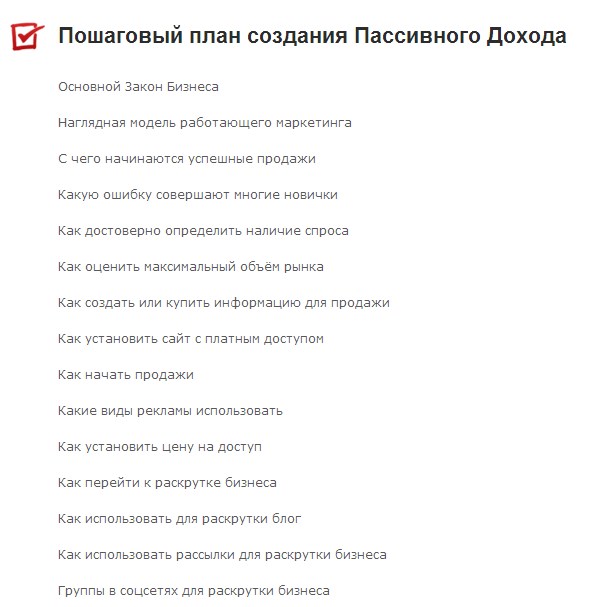 Пошаговый план создания Пассивного Дохода
Основной Закон Бизнеса
Наглядная модель работающего маркетинга
С чего начинаются успешные продажи
Какую ошибку совершают многие новички
Как достоверно определить наличие спроса
Как оценить максимальный объём рынка
Как создать или купить информацию для продажи
Как установить сайт с платным доступом
Как начать продажи
Какие виды рекламы использовать
Как установить цену на доступ
Как перейти к раскрутке бизнеса
Как использовать для раскрутки блог
Как использовать рассылки для раскрутки бизнеса
Группы в соцсетях для раскрутки бизнеса